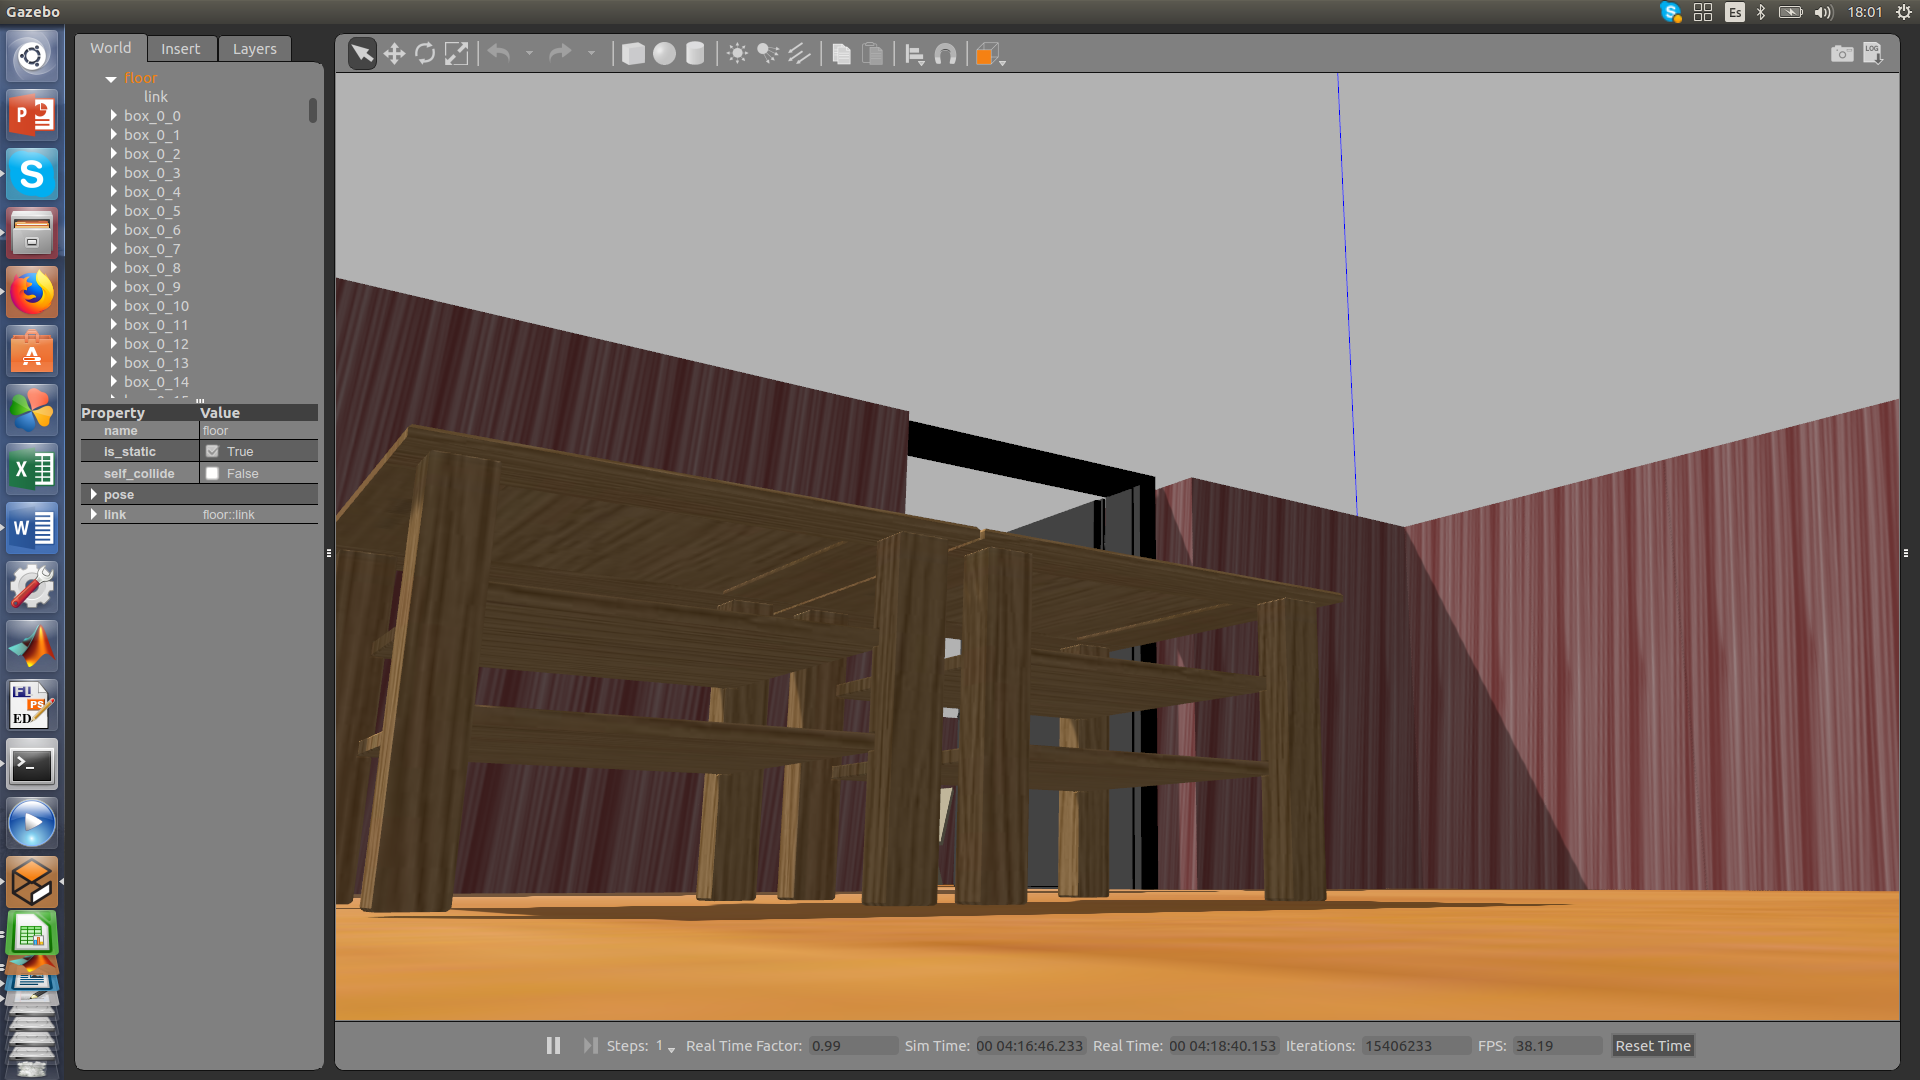 Gazebo
Es
18:01
World
Insert
Layers
LOG
floor
link
box_0_0
box_0_1
box_0_2
box_0_3
box_0_4
box_0_5
box_0_6
box_0_7
box_0_8
box_0_9
box_0_10
box_0_11
box_0_12
box_0_13
box_0_14
Property Value
name floor
is_static True
self_collide False
pose
link floor::link
Steps: 1 Real Time Factor: 0.99 Sim Time: 00 04:16:46.233 Real Time: 00 04:18:40.153 Iterations: 15406233 FPS: 38.19 Reset Time